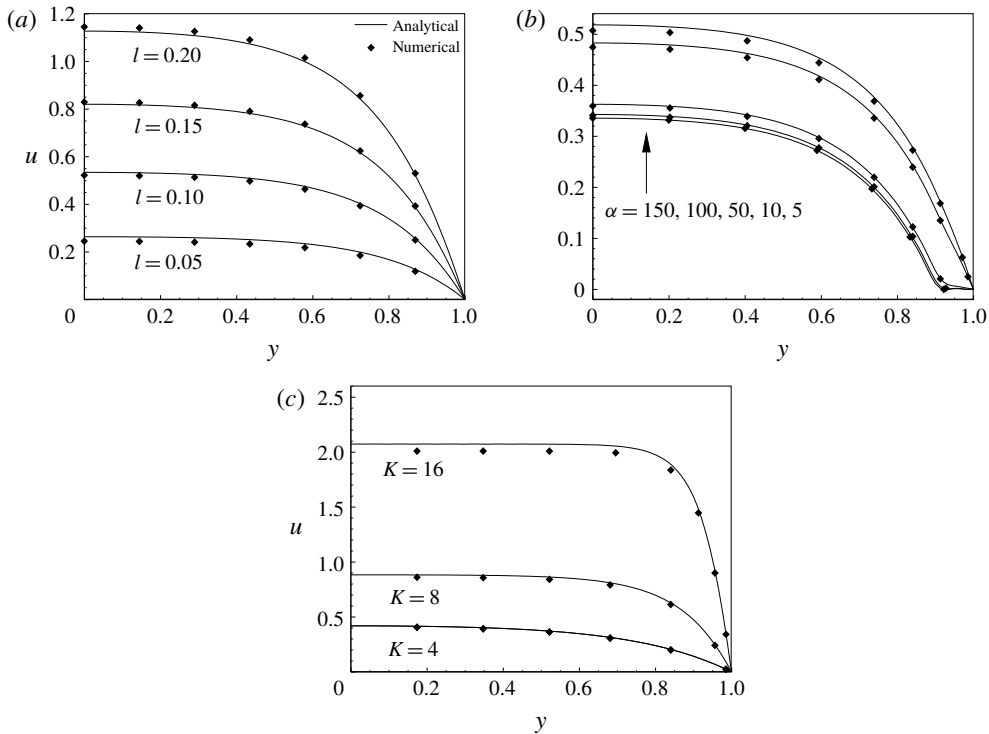 (a)
1.2
1.0
0.8
0.6
0.4
0.2
0
0.2
0.4
0.6
0.8
1.0
u
y
Analytical
Numerical
l = 0.20
l = 0.15
l = 0.10
l = 0.05
(b)
0.5
0.4
0.3
0.2
0.1
0
0
0.2
0.4
0.6
0.8
1.0
y
α = 150, 100, 50, 10, 5
(c)
2.5
2.0
1.5
1.0
0.5
0
0.2
0.4
0.6
0.8
1.0
u
y
K = 16
K = 8
K = 4